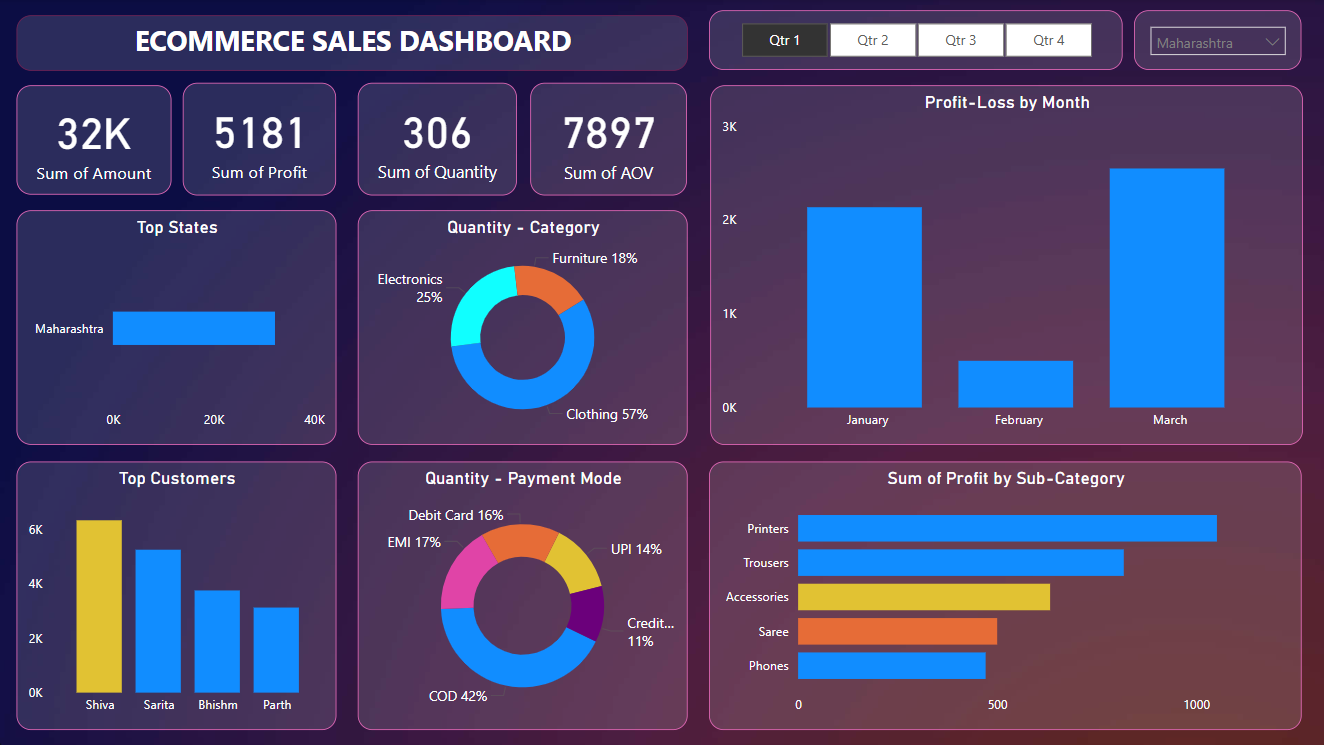 ECOMMERCE SALES DASHBOARD
Qtr 1
Qtr 2
Qtr 3
Qtr 4
Maharashtra
32K
Sum of Amount
5181
Sum of Profit
306
Sum of Quantity
7897
Sum of AOV
Profit-Loss by Month
3K
2K
1K
0K
January
February
March
Top States
Maharashtra
0K
20K
40K
Quantity - Category
Furniture 18%
Electronics
25%
Clothing 57%
Top Customers
6K
4K
2K
0K
Shiva
Sarita
Bhishm
Parth
Quantity - Payment Mode
Debit Card 16%
EMI 17%
UPI 14%
Credit...
11%
COD 42%
Sum of Profit by Sub-Category
Printers
Trousers
Accessories
Saree
Phones
0
500
1000